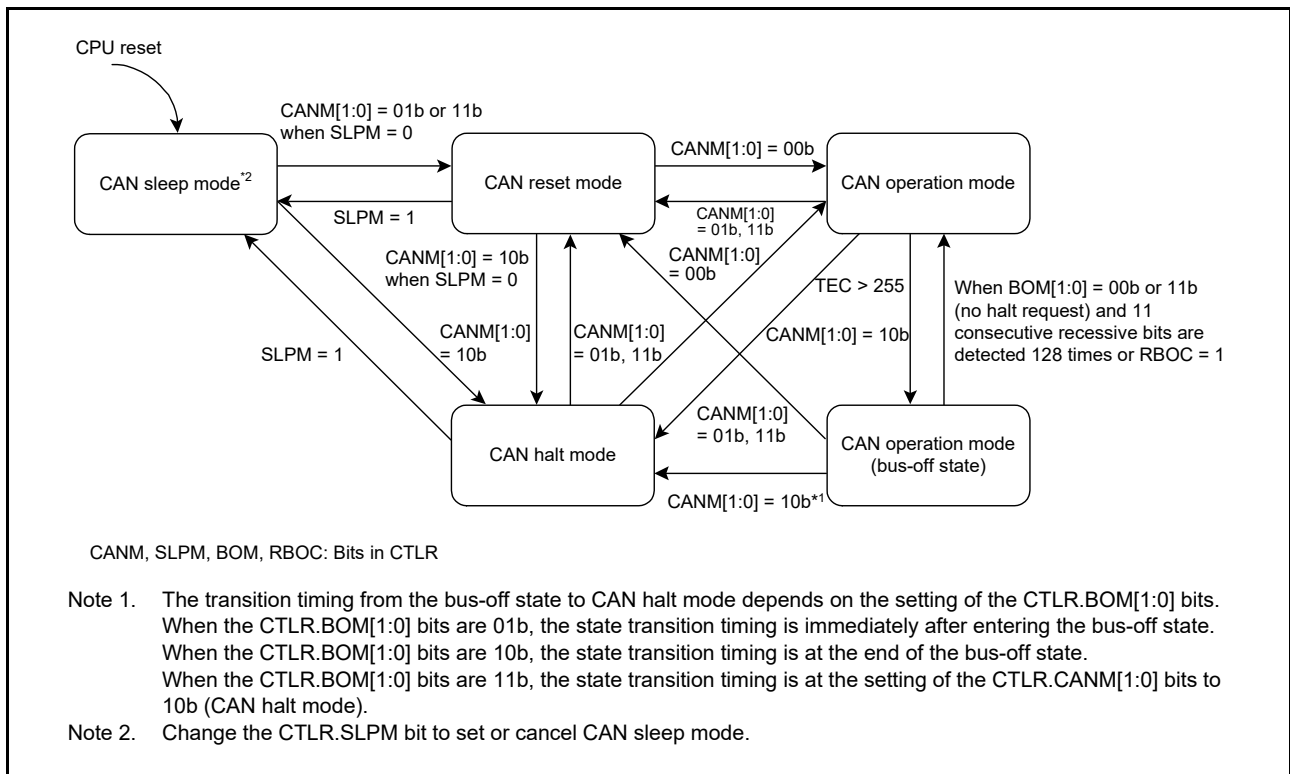 CPU reset
CANM[1:0] = 01b or 11b
when SLPM = 0
CANM[1:0] = 00b
CAN sleep mode*2
CAN reset mode
CAN operation mode
SLPM = 1
CANM[1:0]
= 01b, 11b
CANM[1:0] = 10b
when SLPM = 0
CANM[1:0]
= 00b
TEC > 255
When BOM[1:0] = 00b or 11b
(no halt request) and 11
consecutive recessive bits are
detected 128 times or RBOC = 1
SLPM = 1
CANM[1:0]
= 10b
CANM[1:0]
= 01b, 11b
CANM[1:0] = 10b
CANM[1:0]
= 01b, 11b
CAN halt mode
CAN operation mode
(bus-off state)
CANM[1:0] = 10b*1
CANM, SLPM, BOM, RBOC: Bits in CTLR
Note 1. The transition timing from the bus-off state to CAN halt mode depends on the setting of the CTLR.BOM[1:0] bits.
When the CTLR.BOM[1:0] bits are 01b, the state transition timing is immediately after entering the bus-off state.
When the CTLR.BOM[1:0] bits are 10b, the state transition timing is at the end of the bus-off state.
When the CTLR.BOM[1:0] bits are 11b, the state transition timing is at the setting of the CTLR.CANM[1:0] bits to
10b (CAN halt mode).
Note 2. Change the CTLR.SLPM bit to set or cancel CAN sleep mode.